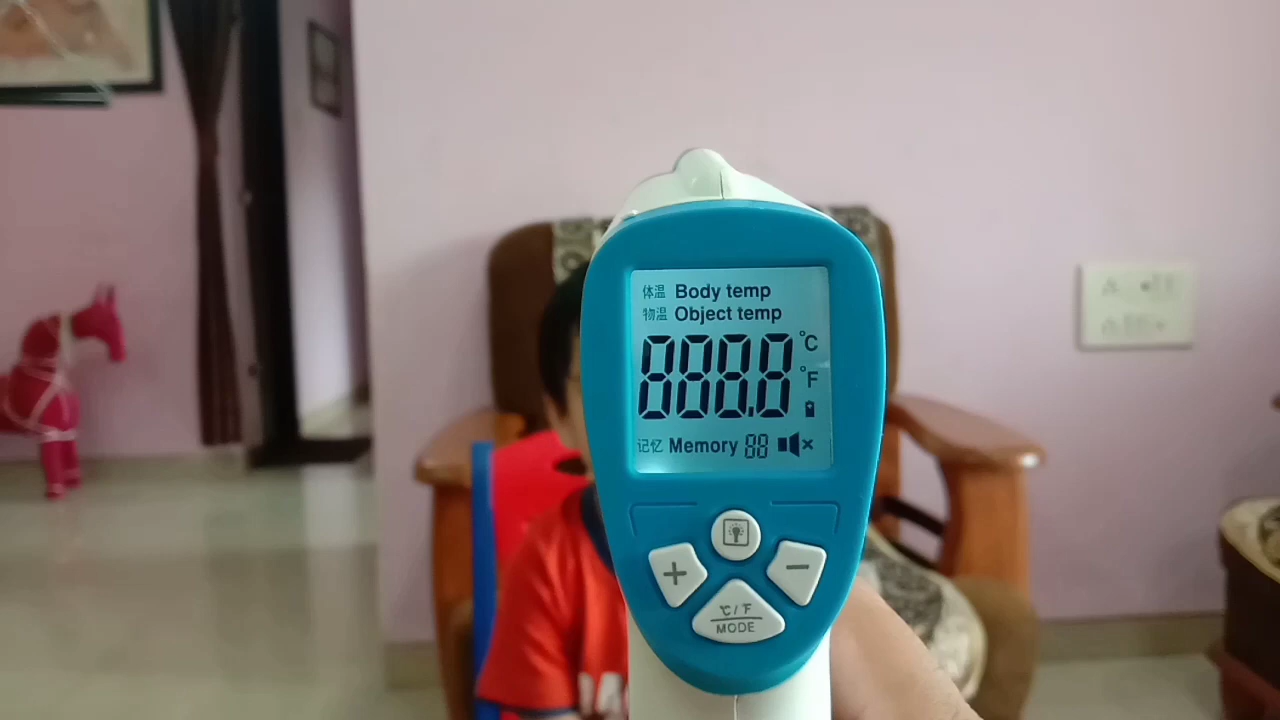 体温 Body temp
物温 Object temp
888.8 °C
°F
记忆 Memory 88
+
−
°C/°F
MODE